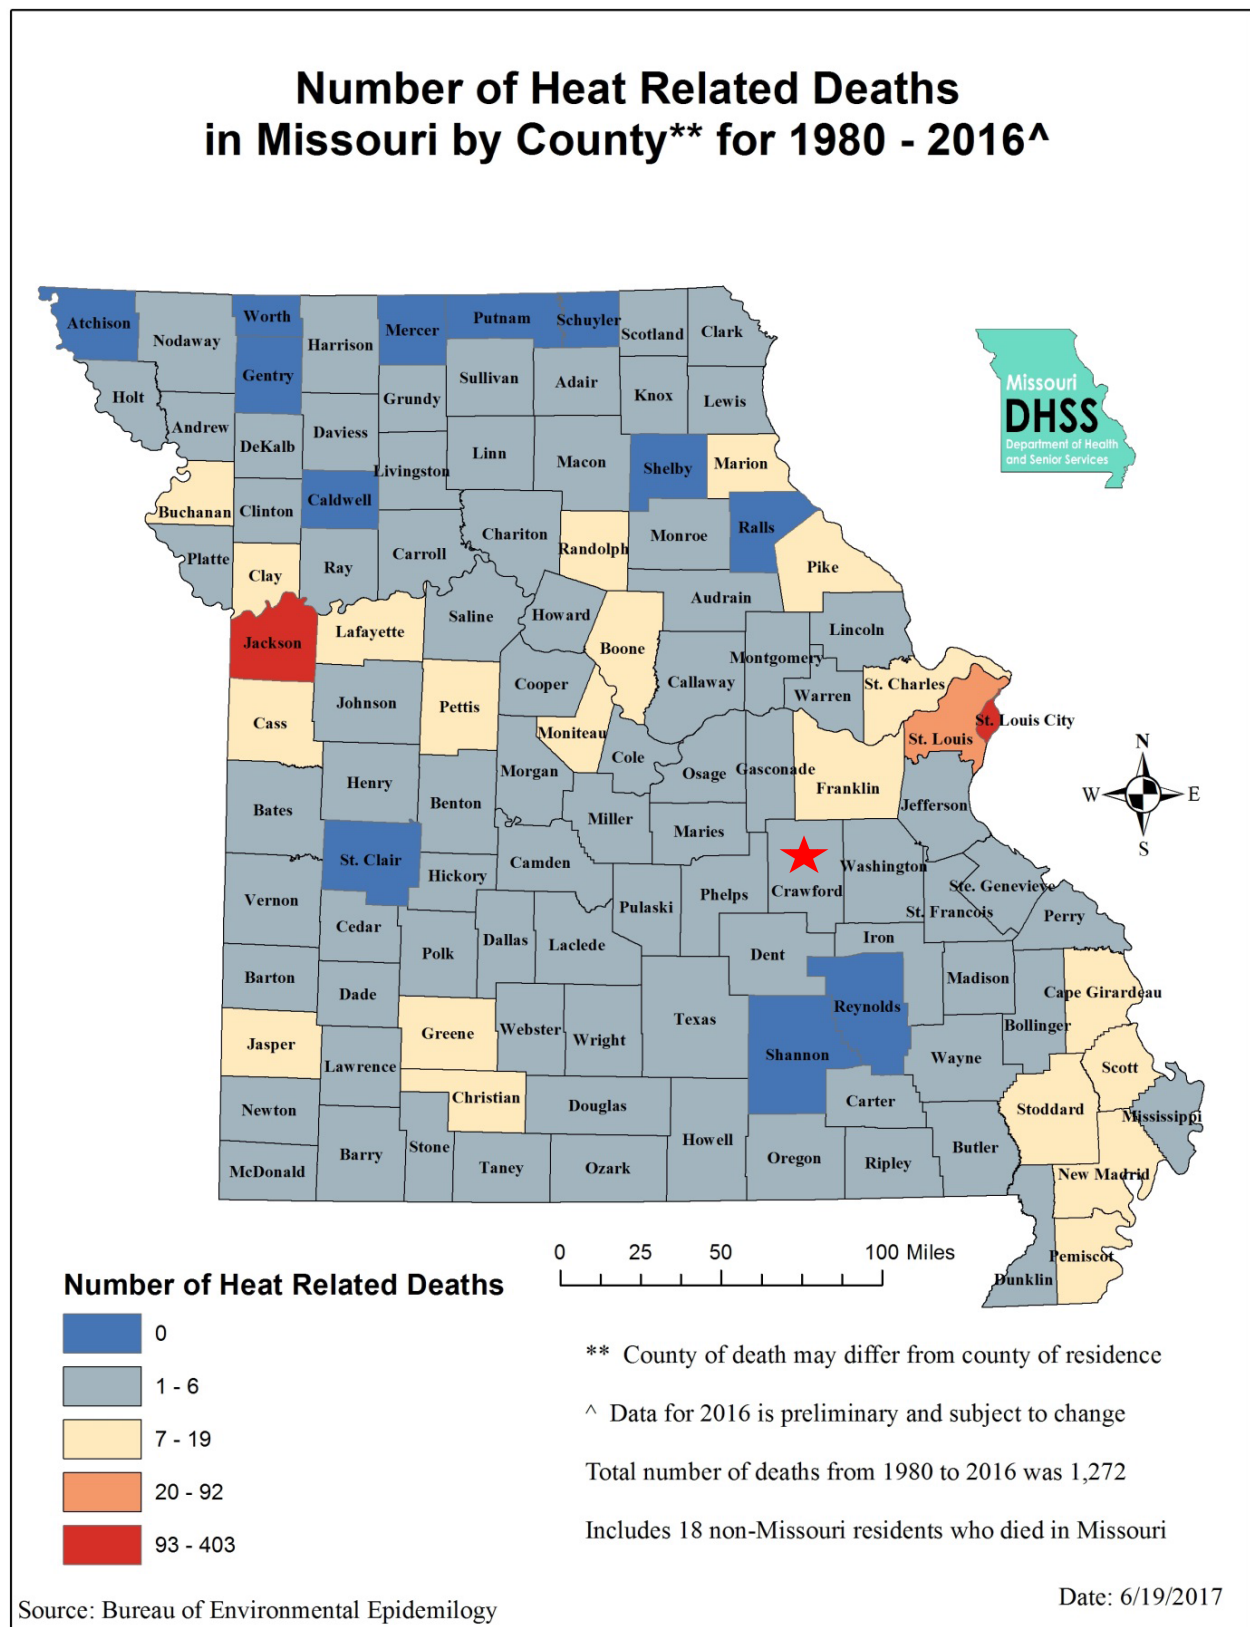 Number of Heat Related Deaths
in Missouri by County** for 1980 - 2016^
Atchison
Nodaway
Worth
Gentry
Harrison
Mercer
Putnam
Schuyler
Scotland
Clark
Holt
Andrew
DeKalb
Daviess
Grundy
Sullivan
Adair
Knox
Lewis
Missouri
DHSS
Department of Health
and Senior Services
Buchanan
Clinton
Caldwell
Livingston
Linn
Macon
Shelby
Marion
Platte
Clay
Ray
Carroll
Chariton
Randolph
Monroe
Ralls
Pike
Jackson
Lafayette
Saline
Howard
Boone
Audrain
Callaway
Montgomery
Lincoln
Warren
St. Charles
St. Louis
St. Louis City
Cass
Johnson
Pettis
Cooper
Moniteau
Cole
Osage
Gasconade
Franklin
Jefferson
Bates
Henry
Benton
Morgan
Miller
Maries
N
W
E
S
St. Clair
Hickory
Camden
Pulaski
Phelps
Crawford
Washington
St. Francois
Ste. Genevieve
Perry
Vernon
Cedar
Polk
Dallas
Laclede
Dent
Iron
Madison
Bollinger
Cape Girardeau
Barton
Dade
Greene
Webster
Wright
Texas
Shannon
Reynolds
Wayne
Scott
Mississippi
Jasper
Lawrence
Christian
Douglas
Howell
Carter
Butler
Stoddard
New Madrid
Newton
McDonald
Barry
Stone
Taney
Ozark
Oregon
Ripley
Dunklin
Pemiscot
0 25 50 100 Miles
Number of Heat Related Deaths
0
1 - 6
7 - 19
20 - 92
93 - 403
** County of death may differ from county of residence
^ Data for 2016 is preliminary and subject to change
Total number of deaths from 1980 to 2016 was 1,272
Includes 18 non-Missouri residents who died in Missouri
Source: Bureau of Environmental Epidemilogy
Date: 6/19/2017